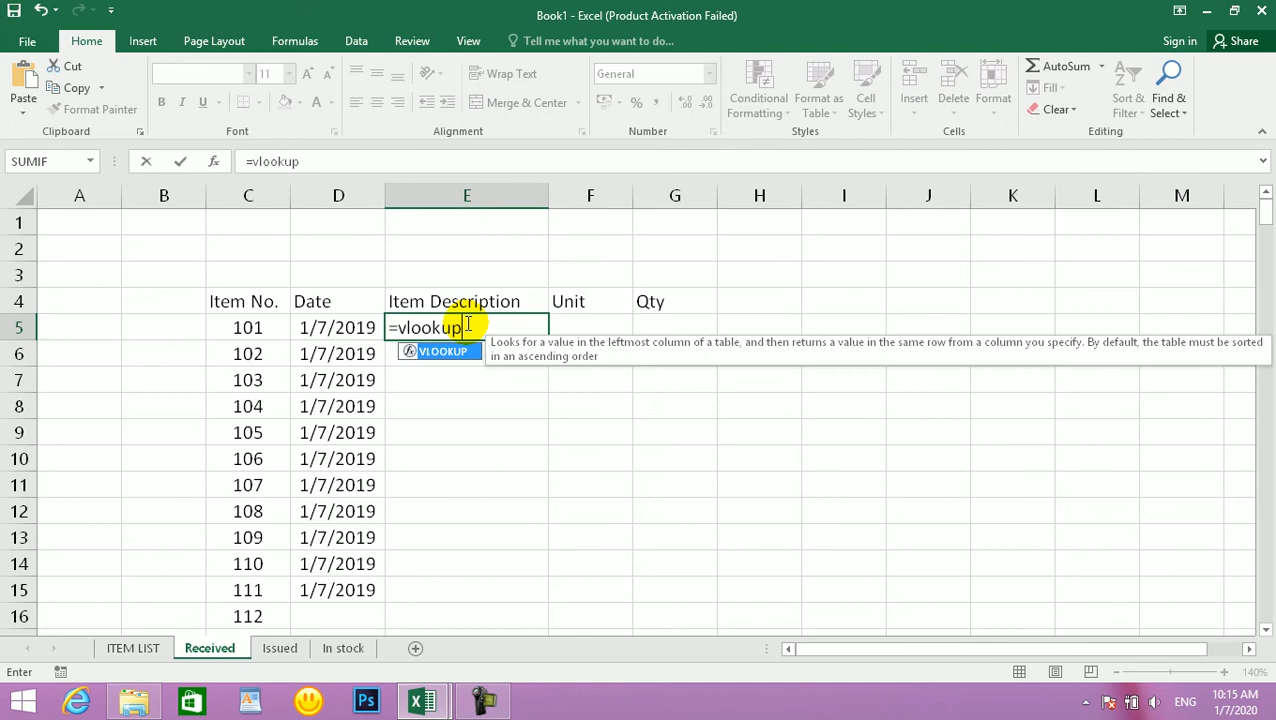 Book1 - Excel (Product Activation Failed)
File Home Insert Page Layout Formulas Data Review View Tell me what you want to do... Sign in Share
Paste Cut Copy Format Painter
Clipboard
11
B I U A
Font
Wrap Text
Merge & Center
Alignment
General
% ,
Number
Conditional Formatting Format as Table Cell Styles
Styles
Insert Delete Format
Cells
AutoSum
Fill
Clear
Sort & Filter Find & Select
Editing
SUMIF fx =vlookup
A B C D E F G H I J K L M
1
2
3
4 Item No. Date Item Description Unit Qty
5 101 1/7/2019 =vlookup
VLOOKUP
Looks for a value in the leftmost column of a table, and then returns a value in the same row from a column you specify. By default, the table must be sorted
in an ascending order
6 102 1/7/2019
7 103 1/7/2019
8 104 1/7/2019
9 105 1/7/2019
10 106 1/7/2019
11 107 1/7/2019
12 108 1/7/2019
13 109 1/7/2019
14 110 1/7/2019
15 111 1/7/2019
16 112
ITEM LIST Received Issued In stock
Enter 140%
Ps ENG 10:15 AM
1/7/2020